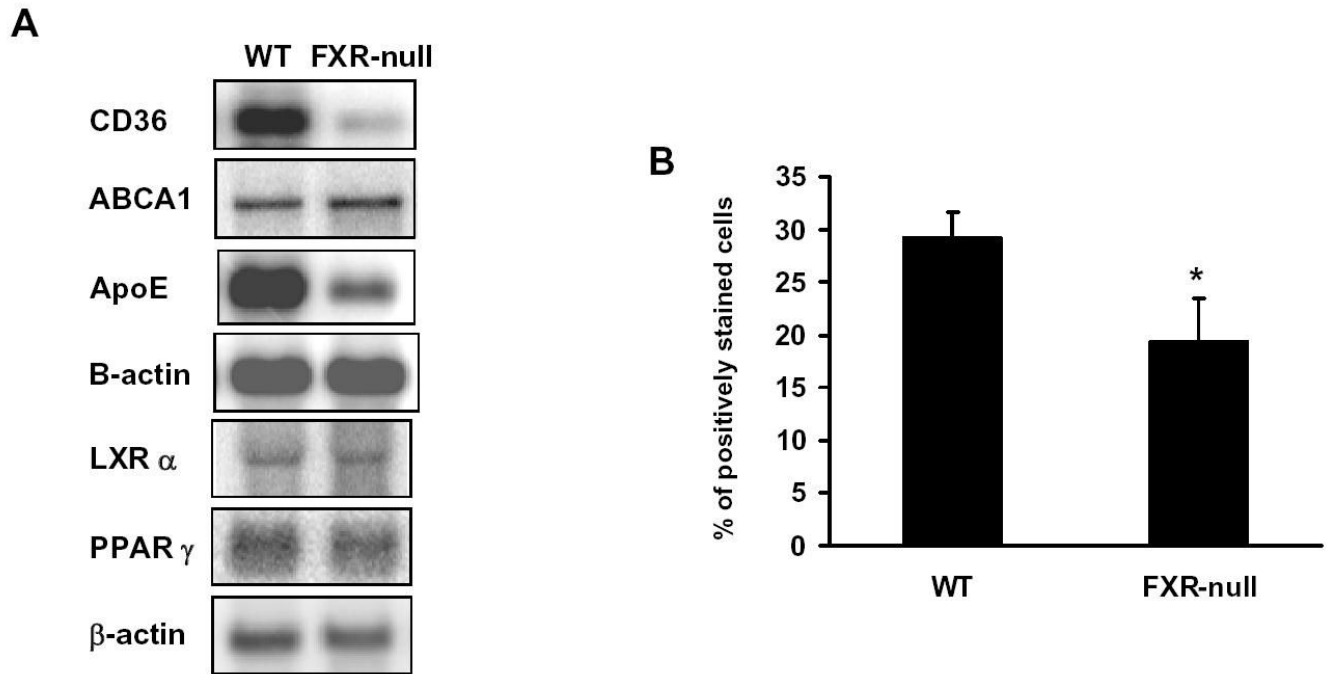 A
WT FXR-null
CD36
ABCA1
ApoE
B-actin
LXR α
PPAR γ
β-actin
B
% of positively stained cells
35
30
25
20
15
10
5
0
*
WT FXR-null